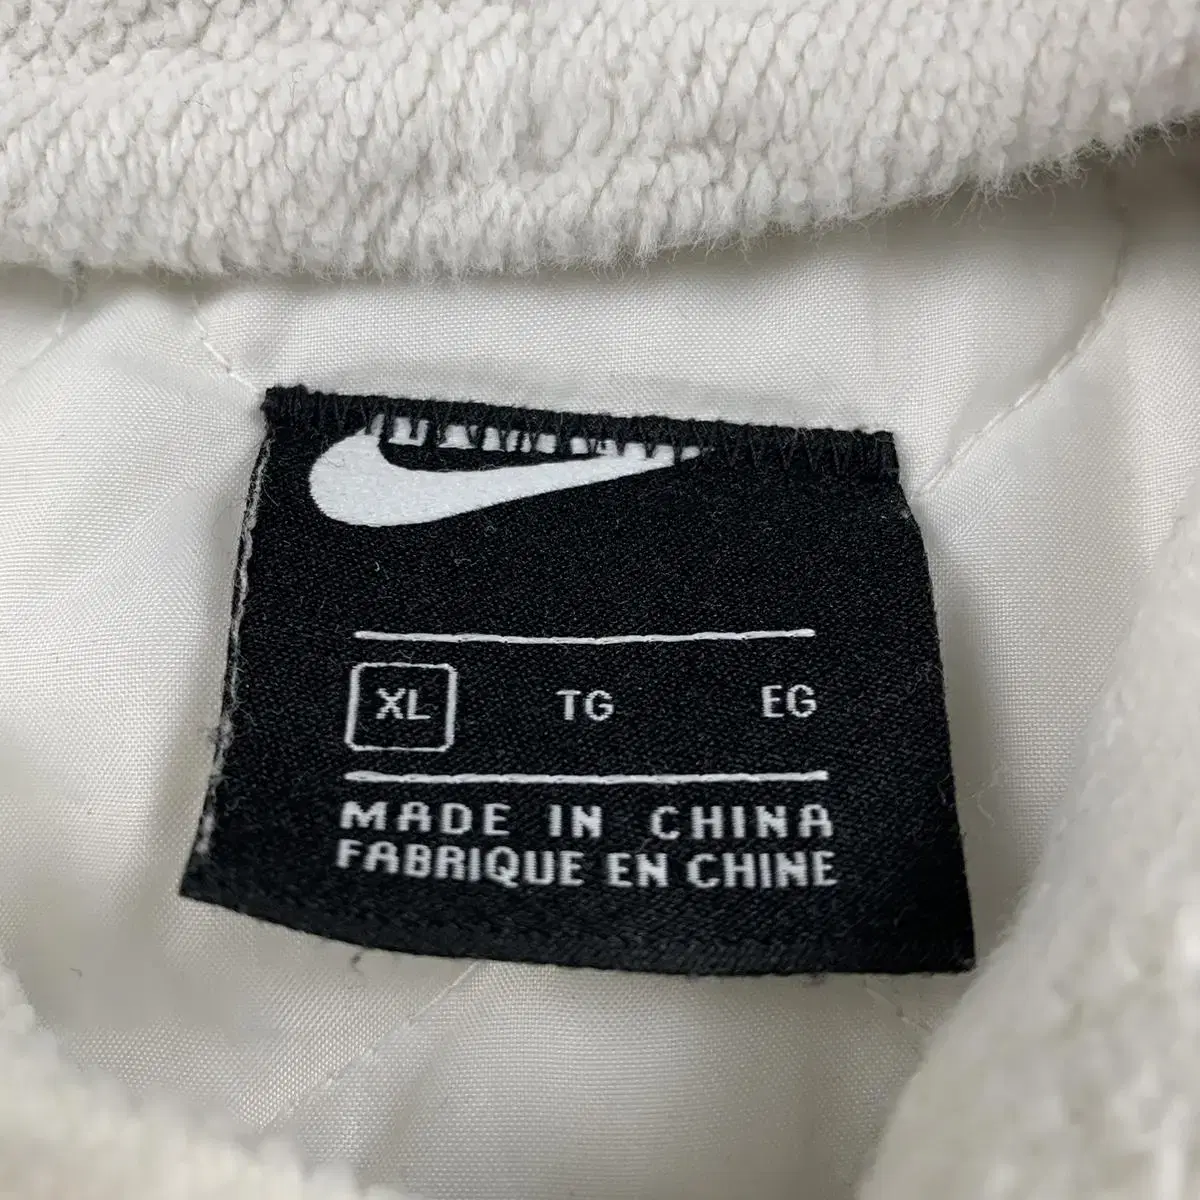 XL TG EG
MADE IN CHINA
FABRIQUE EN CHINE